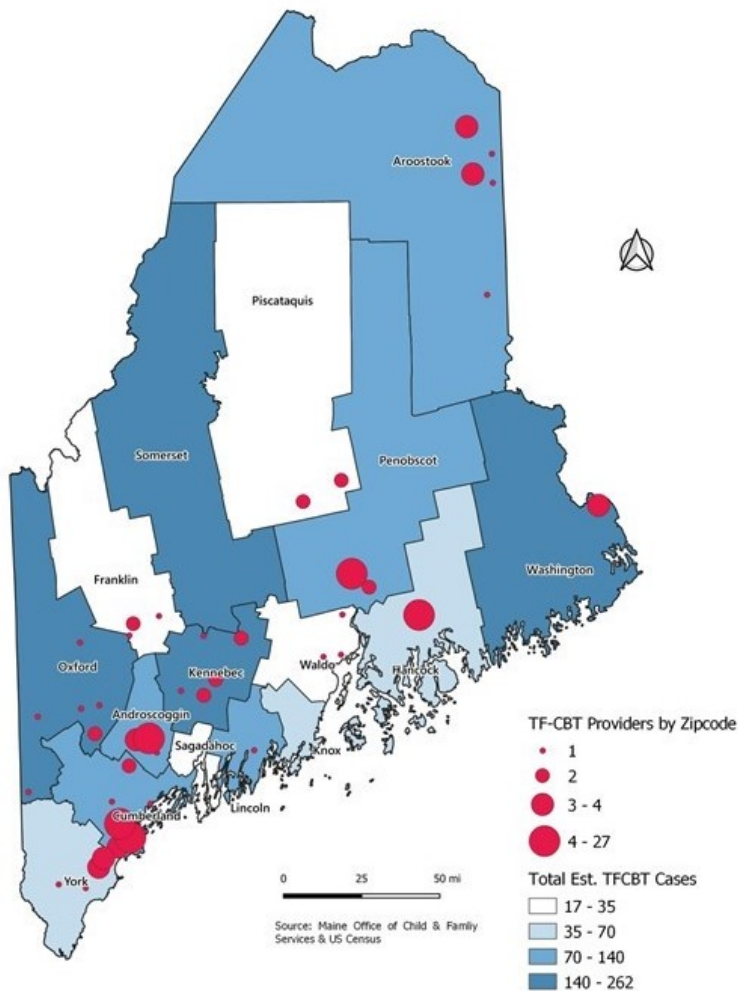 Aroostook
Piscataquis
Somerset
Penobscot
Franklin
Washington
Oxford
Kennebec
Waldo
Hancock
Androscoggin
Sagadahoc
Knox
Lincoln
Cumberland
York
0 25 50 mi
Source: Maine Office of Child & Famliy
Services & US Census
TF-CBT Providers by Zipcode
1
2
3 - 4
4 - 27
Total Est. TFCBT Cases
17 - 35
35 - 70
70 - 140
140 - 262